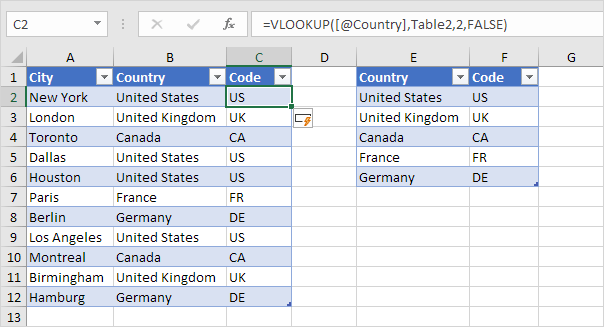 C2 fx =VLOOKUP([@Country],Table2,2,FALSE)
A B C D E F G
1 City Country Code Country Code
2 New York United States US United States US
3 London United Kingdom UK United Kingdom UK
4 Toronto Canada CA Canada CA
5 Dallas United States US France FR
6 Houston United States US Germany DE
7 Paris France FR
8 Berlin Germany DE
9 Los Angeles United States US
10 Montreal Canada CA
11 Birmingham United Kingdom UK
12 Hamburg Germany DE
13